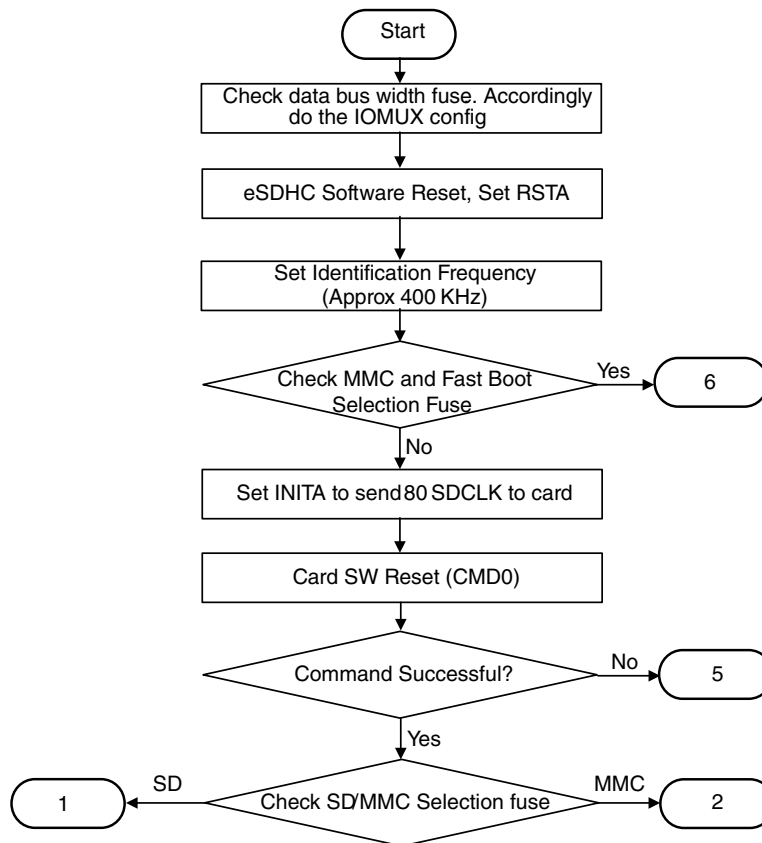 Start
Check data bus width fuse. Accordingly
do the IOMUX config
eSDHC Software Reset, Set RSTA
Set Identification Frequency
(Approx 400 KHz)
Check MMC and Fast Boot
Selection Fuse
Yes
6
No
Set INITA to send 80 SDCLK to card
Card SW Reset (CMD0)
Command Successful?
No
5
Yes
SD
1
Check SD/MMC Selection fuse
MMC
2